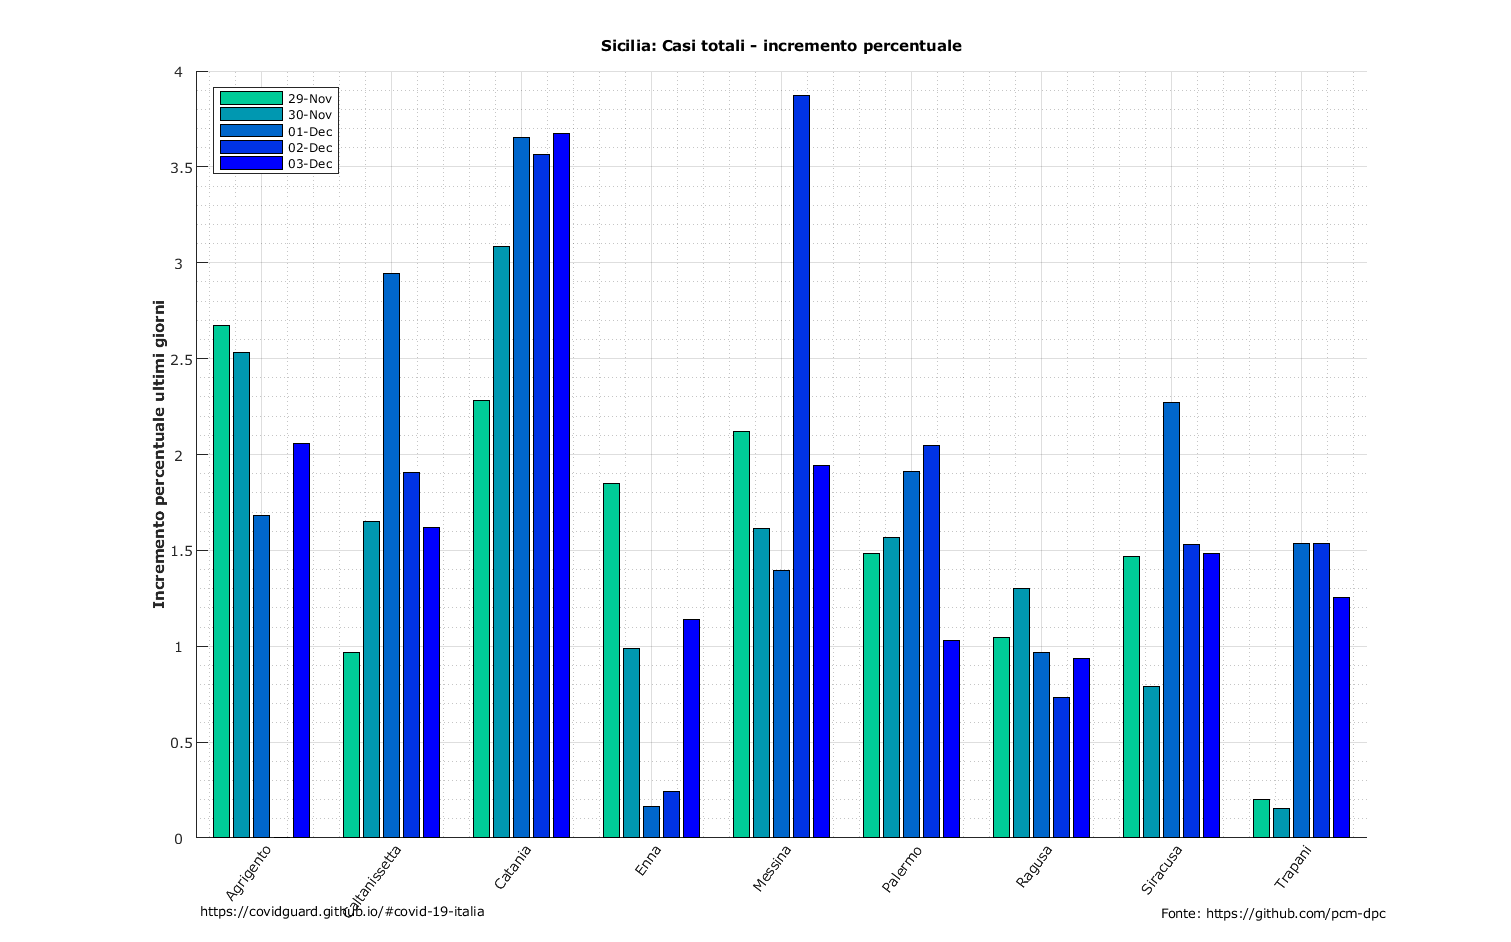 Sicilia: Casi totali - incremento percentuale
4
3.5
3
2.5
2
1.5
1
0.5
0
Incremento percentuale ultimi giorni
29-Nov
30-Nov
01-Dec
02-Dec
03-Dec
Agrigento
Caltanissetta
Catania
Enna
Messina
Palermo
Ragusa
Siracusa
Trapani
https://covidguard.github.io/#covid-19-italia
Fonte: https://github.com/pcm-dpc